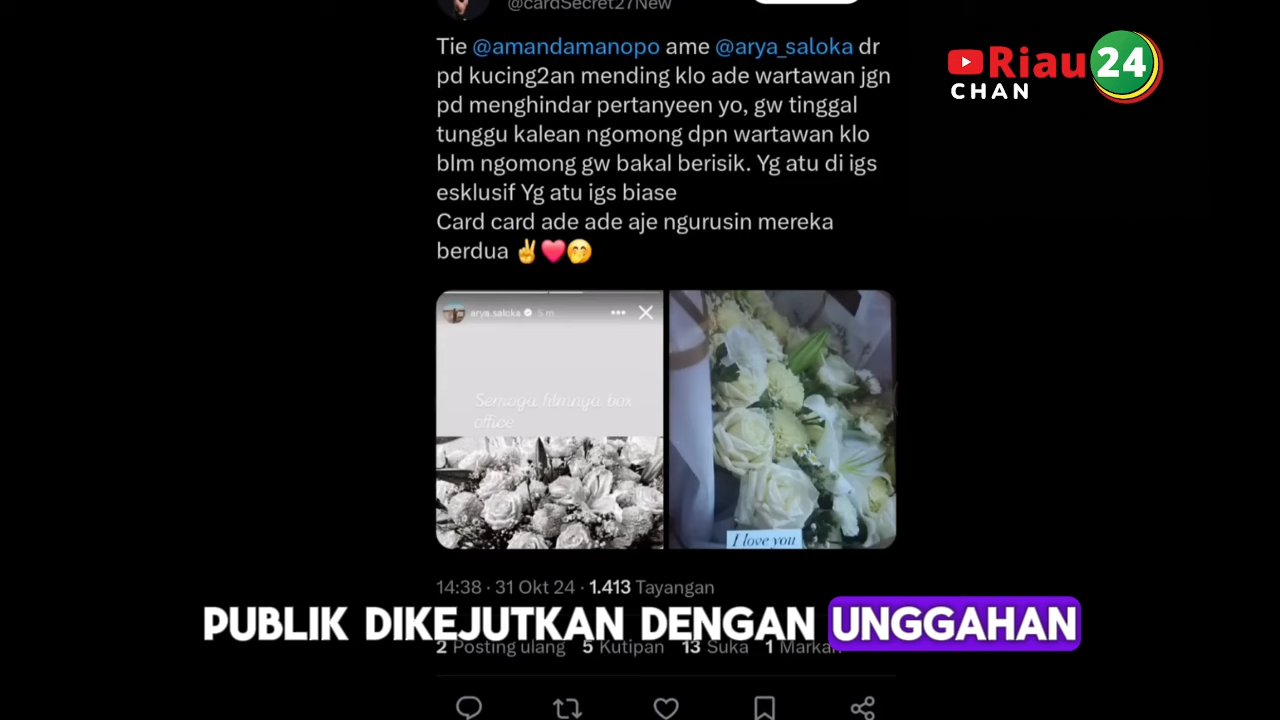 @cardSecret27New
Tie @amandamanopo ame @arya_saloka dr
pd kucing2an mending klo ade wartawan jgn
pd menghindar pertanyeen yo, gw tinggal
tunggu kalean ngomong dpn wartawan klo
blm ngomong gw bakal berisik. Yg atu di igs
esklusif Yg atu igs biase
Card card ade ade aje ngurusin mereka
berdua ✌️❤️🤭
Riau 24
CHAN
arya.saloka 5 m
Semoga filmnya box
office
I love you
14:38 · 31 Okt 24 · 1.413 Tayangan
PUBLIK DIKEJUTKAN DENGAN UNGGAHAN
2 Posting ulang 5 Kutipan 13 Suka 1 Markah